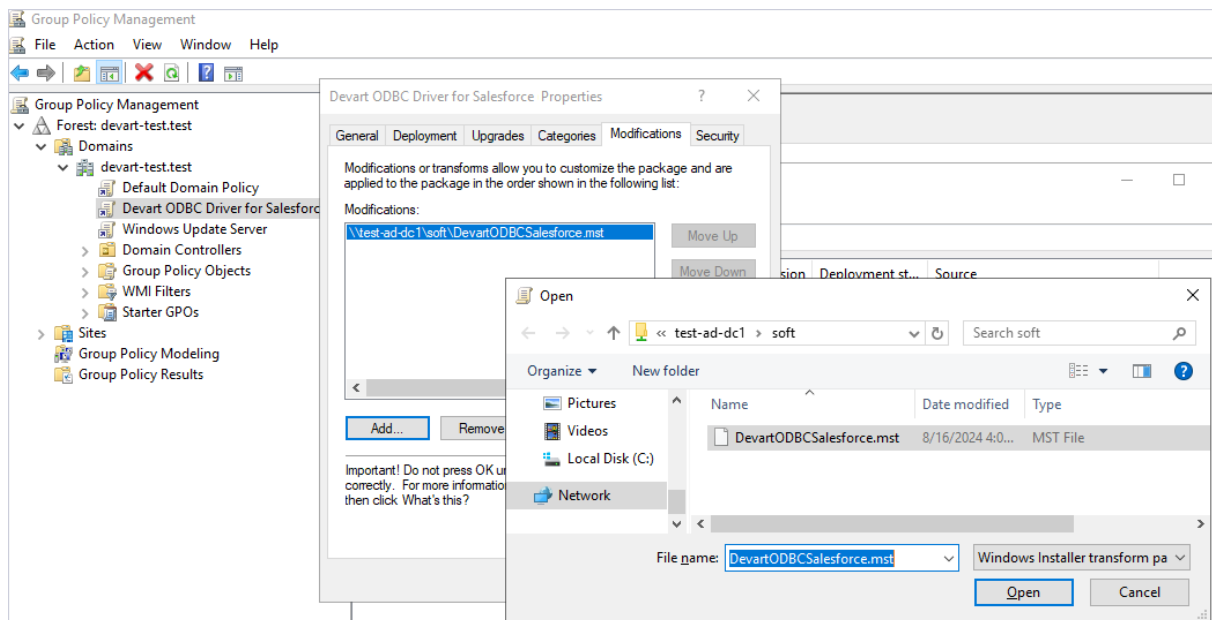 Group Policy Management
File Action View Window Help
Group Policy Management
Forest: devart-test.test
Domains
devart-test.test
Default Domain Policy
Devart ODBC Driver for Salesforc
Windows Update Server
Domain Controllers
Group Policy Objects
WMI Filters
Starter GPOs
Sites
Group Policy Modeling
Group Policy Results
Devart ODBC Driver for Salesforce Properties ?
General Deployment Upgrades Categories Modifications Security
Modifications or transforms allow you to customize the package and are
applied to the package in the order shown in the following list:
Modifications:
\\test-ad-dc1\soft\DevartODBCSalesforce.mst
Move Up
Move Down
Add... Remove
Important! Do not press OK un
correctly. For more informatio
then click What's this?
sion Deployment st... Source
Open
« test-ad-dc1 > soft
Search soft
Organize New folder
Pictures
Videos
Local Disk (C:)
Network
Name Date modified Type
DevartODBCSalesforce.mst 8/16/2024 4:0... MST File
File name: DevartODBCSalesforce.mst Windows Installer transform pa
Open Cancel